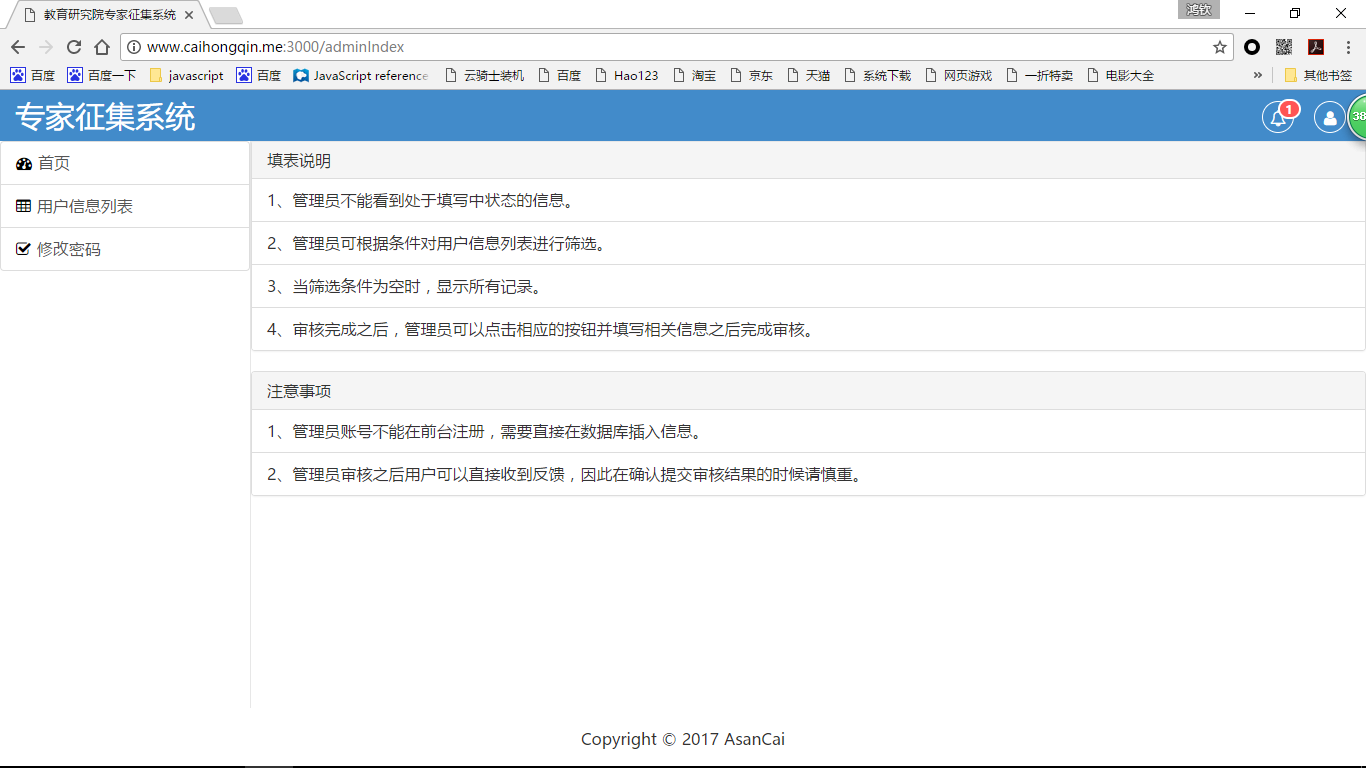 教育研究院专家征集系统
鸿钦
www.caihongqin.me:3000/adminIndex
百度 百度一下 javascript 百度 JavaScript reference 云骑士装机 百度 Hao123 淘宝 京东 天猫 系统下载 网页游戏 一折特卖 电影大全 » 其他书签
专家征集系统
1
38
首页
用户信息列表
修改密码
填表说明
1、管理员不能看到处于填写中状态的信息。
2、管理员可根据条件对用户信息列表进行筛选。
3、当筛选条件为空时，显示所有记录。
4、审核完成之后，管理员可以点击相应的按钮并填写相关信息之后完成审核。
注意事项
1、管理员账号不能在前台注册，需要直接在数据库插入信息。
2、管理员审核之后用户可以直接收到反馈，因此在确认提交审核结果的时候请慎重。
Copyright © 2017 AsanCai